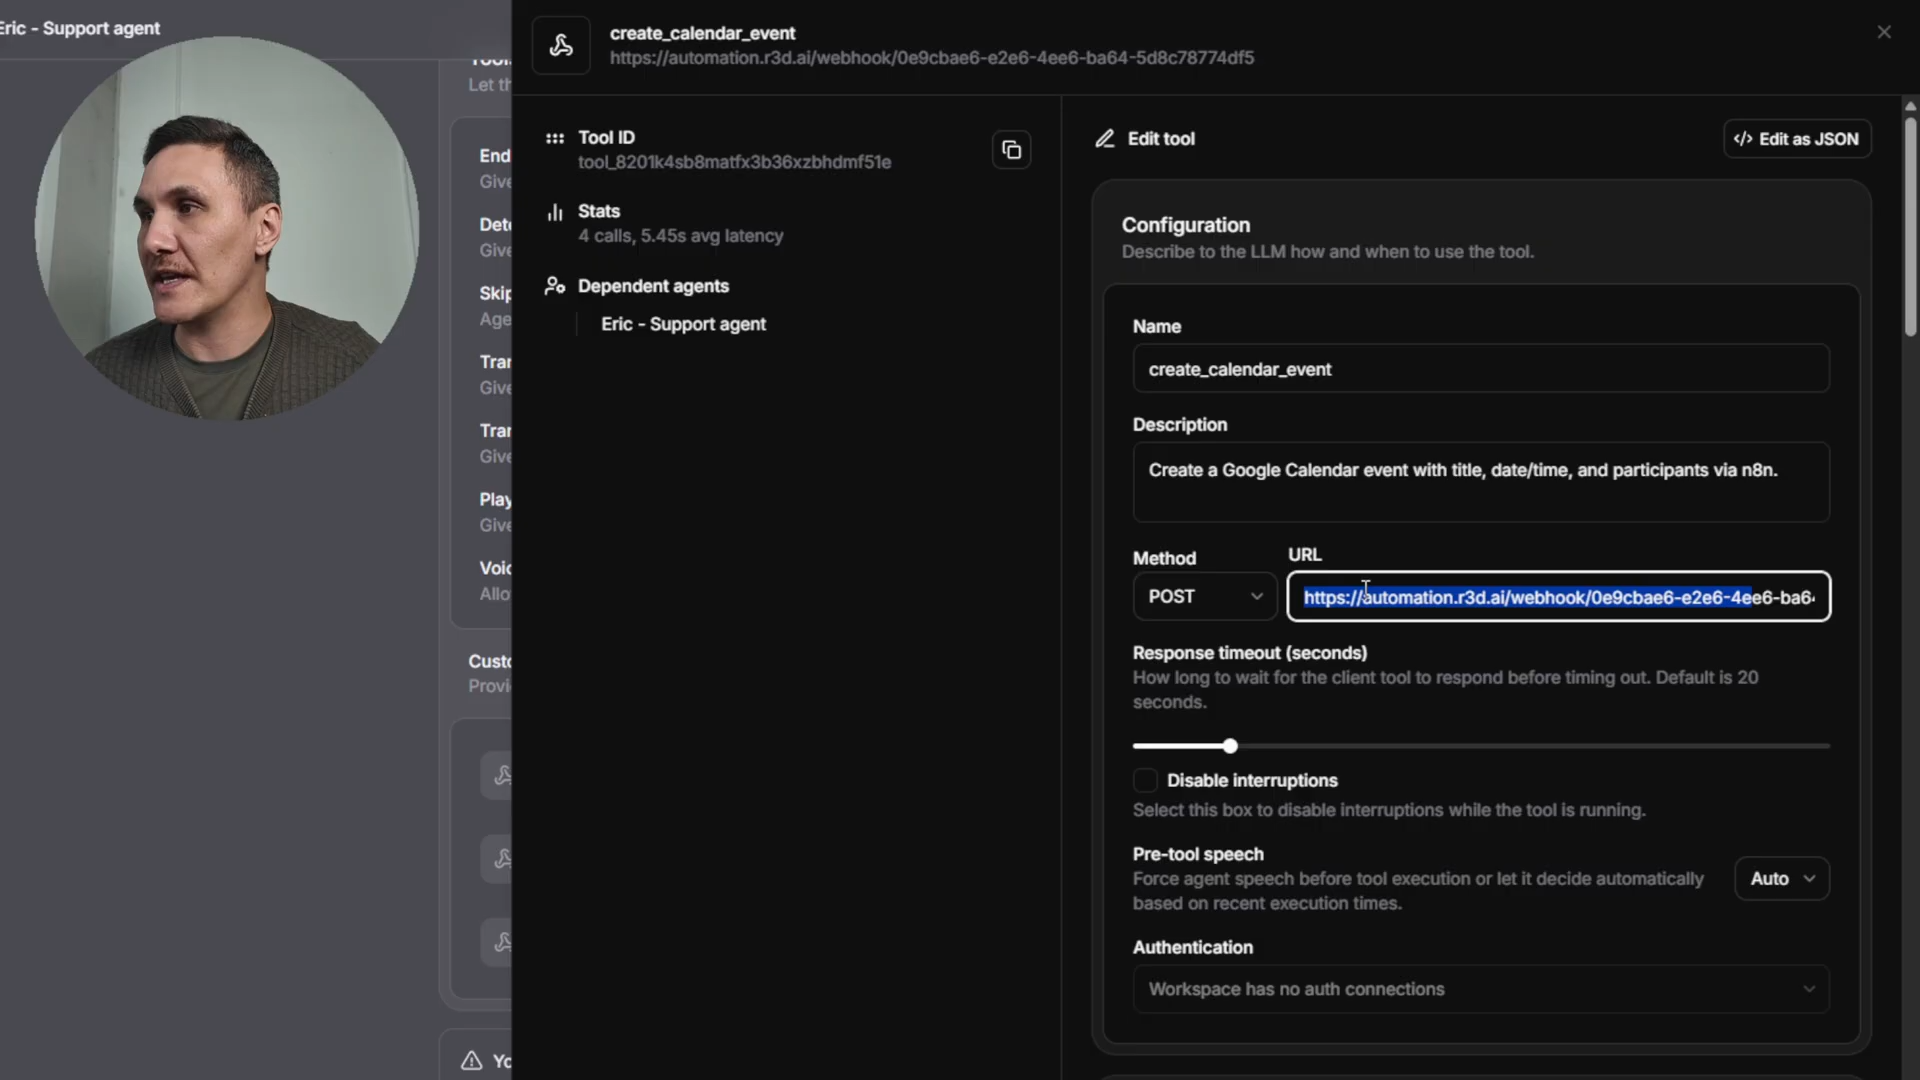 Eric - Support agent
create_calendar_event
https://automation.r3d.ai/webhook/0e9cbae6-e2e6-4ee6-ba64-5d8c78774df5
Let th
End
Give
Dete
Give
Skip
Age
Tran
Give
Tran
Give
Play
Give
Voic
Allo
Custo
Provi
Yo
Tool ID
tool_8201k4sb8matfx3b36xzbhdmf51e
Stats
4 calls, 5.45s avg latency
Dependent agents
Eric - Support agent
Edit tool
</> Edit as JSON
Configuration
Describe to the LLM how and when to use the tool.
Name
create_calendar_event
Description
Create a Google Calendar event with title, date/time, and participants via n8n.
Method
URL
POST
https://automation.r3d.ai/webhook/0e9cbae6-e2e6-4ee6-ba64
Response timeout (seconds)
How long to wait for the client tool to respond before timing out. Default is 20
seconds.
Disable interruptions
Select this box to disable interruptions while the tool is running.
Pre-tool speech
Force agent speech before tool execution or let it decide automatically
based on recent execution times.
Auto
Authentication
Workspace has no auth connections